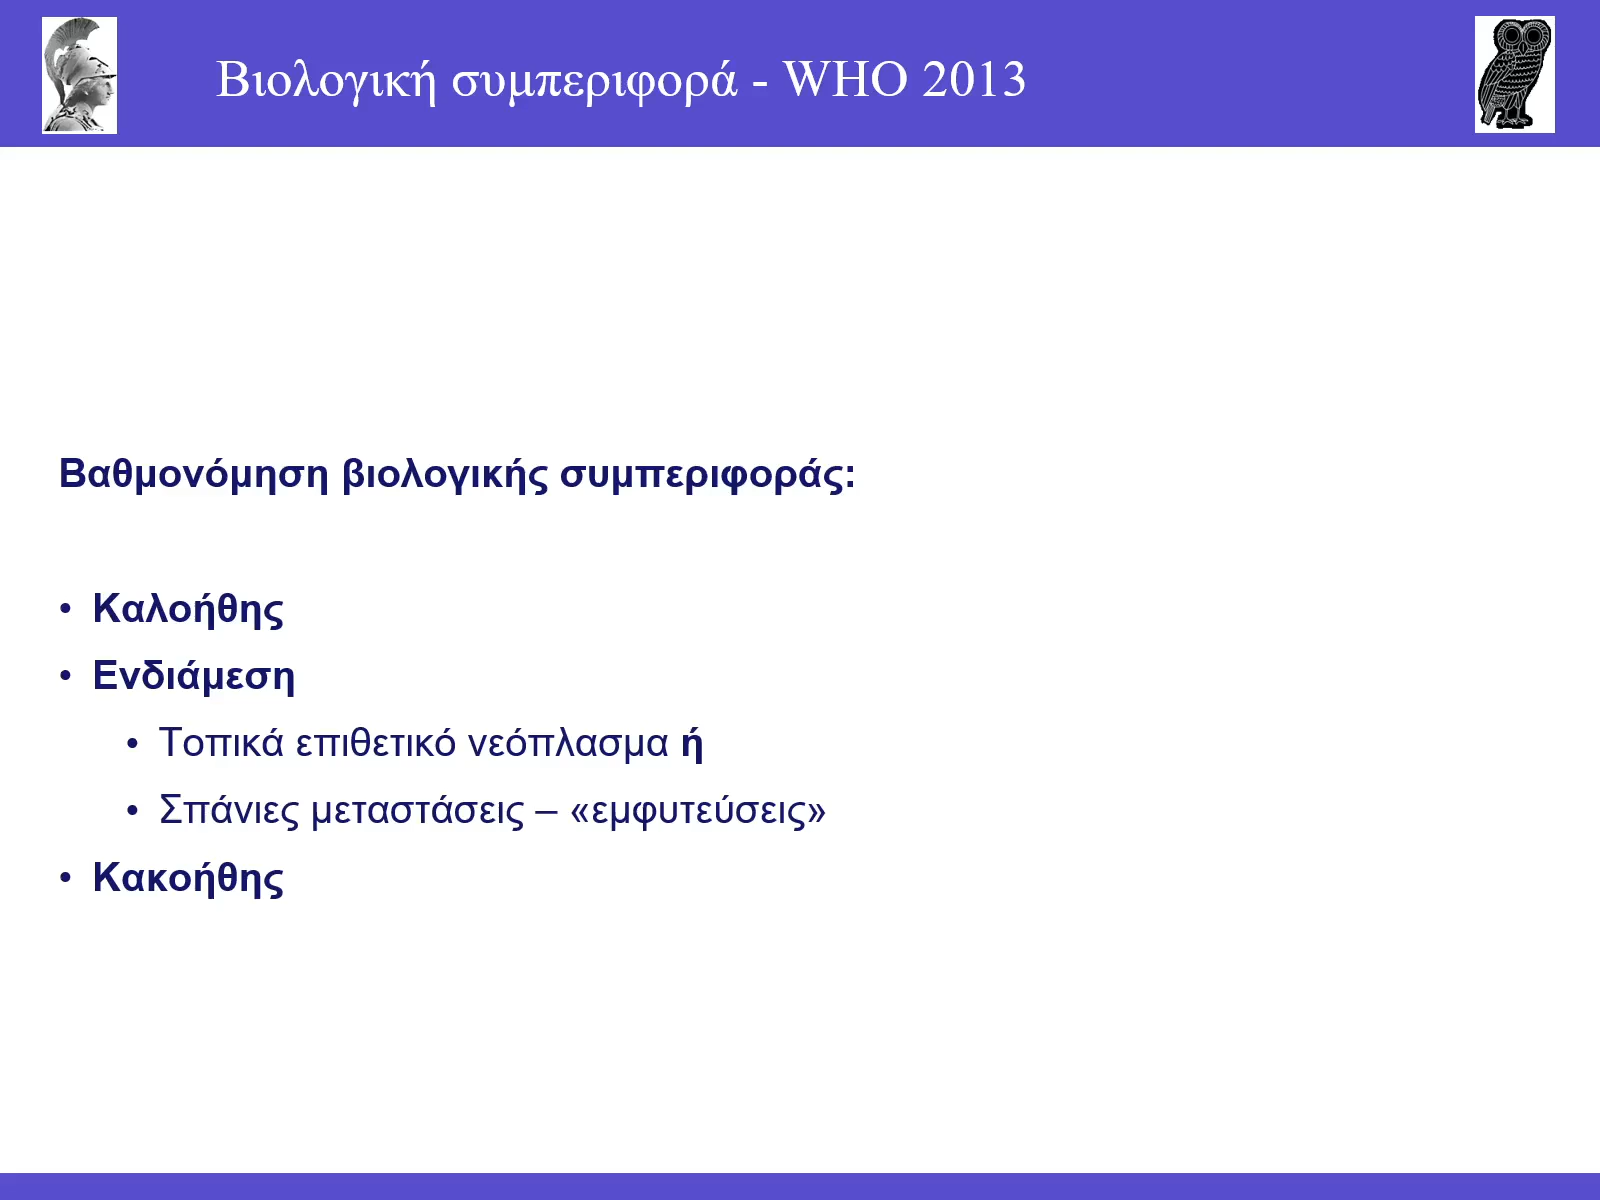 Βιολογική συμπεριφορά - WHO 2013
Βαθμονόμηση βιολογικής συμπεριφοράς:
• Καλοήθης
• Ενδιάμεση
• Τοπικά επιθετικό νεόπλασμα ή
• Σπάνιες μεταστάσεις – «εμφυτεύσεις»
• Κακοήθης